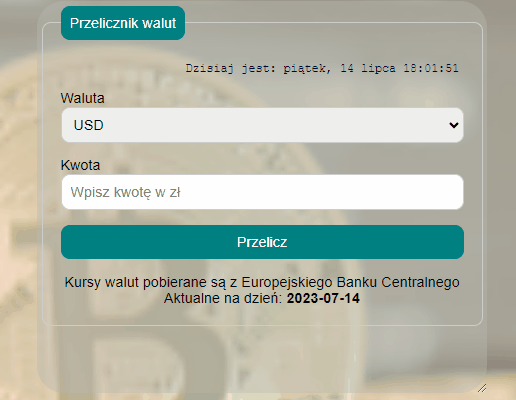 Przelicznik walut
Dzisiaj jest: piątek, 14 lipca 18:01:51
Waluta
USD
Kwota
Wpisz kwotę w zł
Przelicz
Kursy walut pobierane są z Europejskiego Banku Centralnego
Aktualne na dzień: 2023-07-14